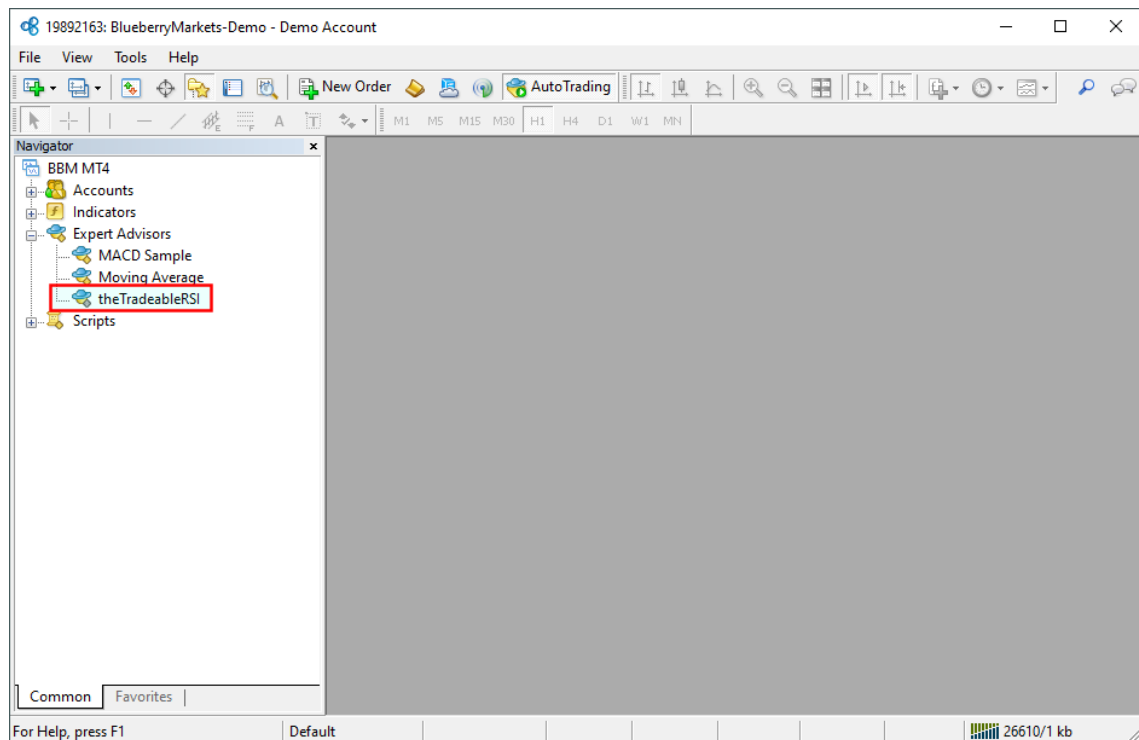 19892163: BlueberryMarkets-Demo - Demo Account
File View Tools Help
New Order AutoTrading
M1 M5 M15 M30 H1 H4 D1 W1 MN
Navigator
BBM MT4
Accounts
Indicators
Expert Advisors
MACD Sample
Moving Average
theTradeableRSI
Scripts
Common Favorites
For Help, press F1 Default 26610/1 kb